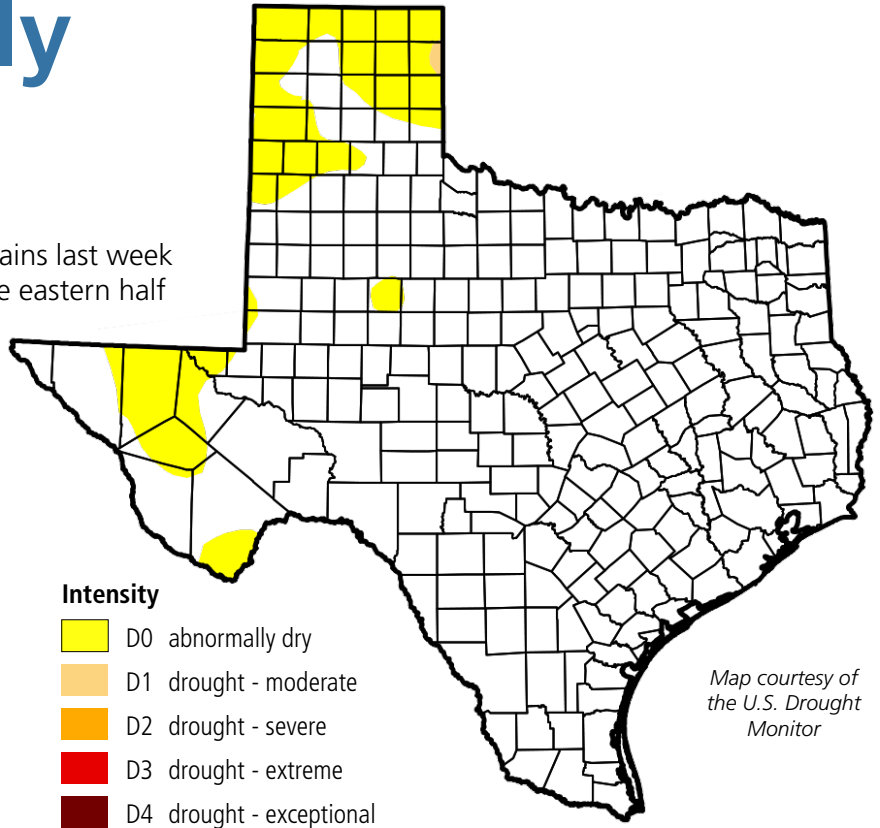 ly
ains last week
e eastern half
Intensity
D0 abnormally dry
D1 drought - moderate
D2 drought - severe
D3 drought - extreme
D4 drought - exceptional
Map courtesy of
the U.S. Drought
Monitor